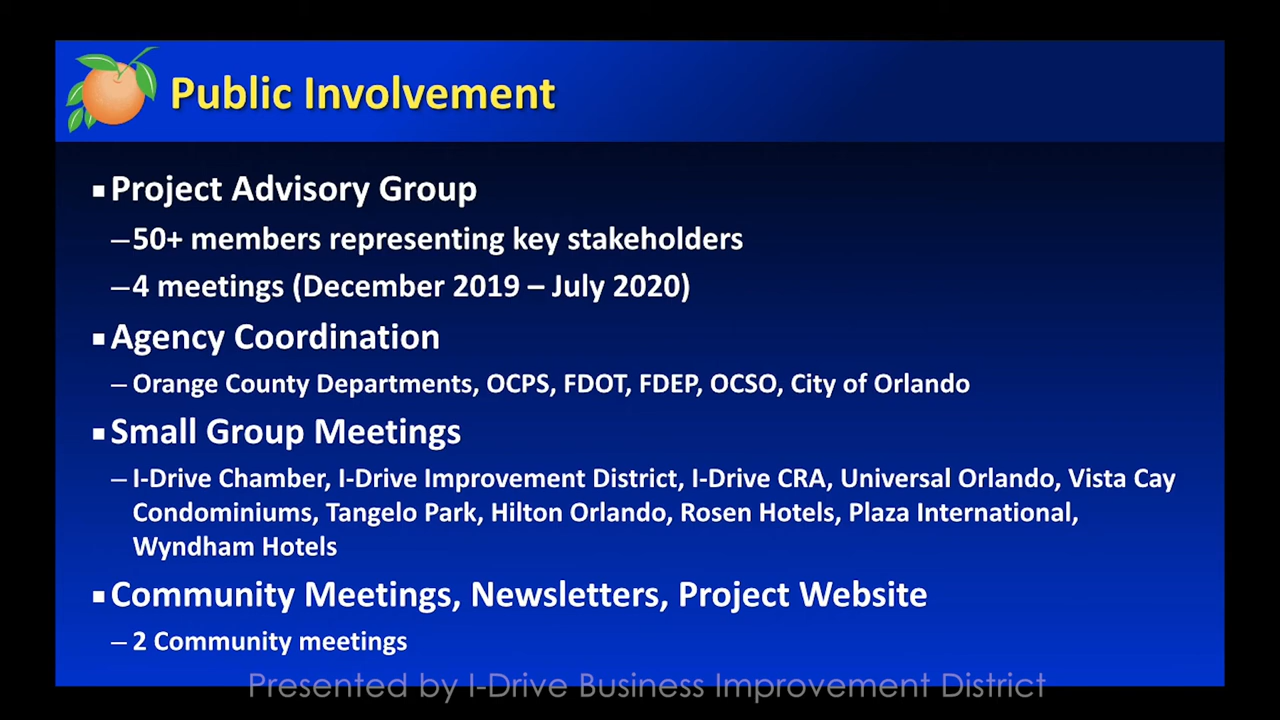 Public Involvement
▪Project Advisory Group
–50+ members representing key stakeholders
–4 meetings (December 2019 – July 2020)
▪Agency Coordination
– Orange County Departments, OCPS, FDOT, FDEP, OCSO, City of Orlando
▪Small Group Meetings
– I-Drive Chamber, I-Drive Improvement District, I-Drive CRA, Universal Orlando, Vista Cay
Condominiums, Tangelo Park, Hilton Orlando, Rosen Hotels, Plaza International,
Wyndham Hotels
▪Community Meetings, Newsletters, Project Website
– 2 Community meetings
Presented by I-Drive Business Improvement District